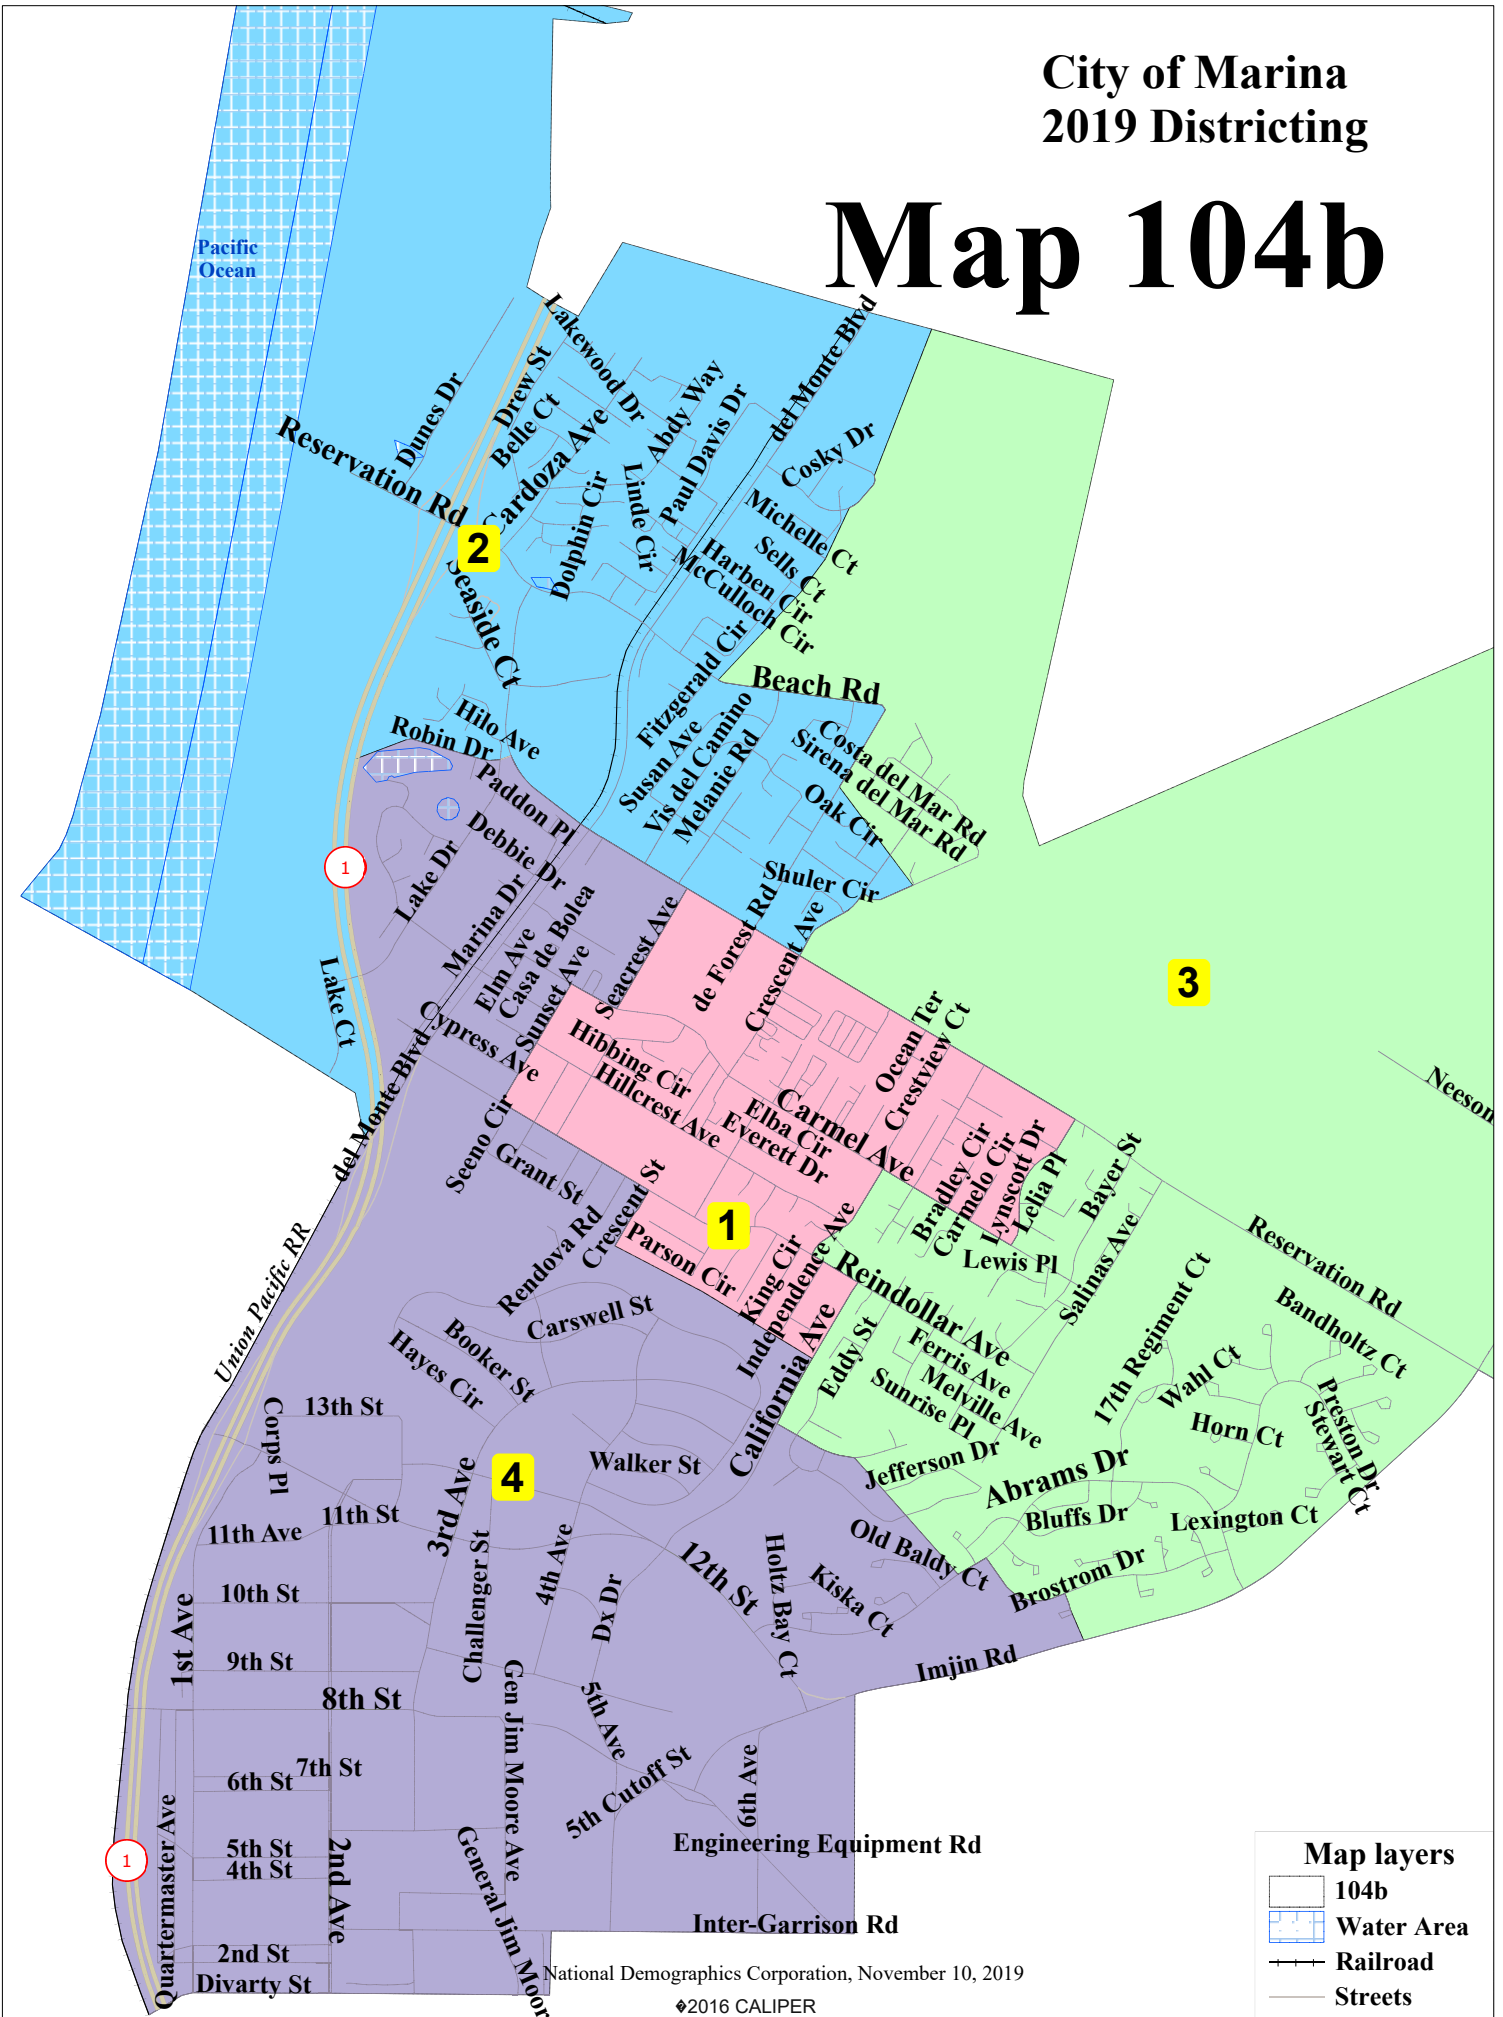 City of Marina
2019 Districting
Map 104b
Pacific
Ocean
Lakewood Dr
del Monte Blvd
Drew St
Dunes Dr
Belle Ct
Abdy Way
Paul Davis Dr
Cardoza Ave
Reservation Rd
Cosky Dr
Linde Cir
Dolphin Cir
Michelle Ct
2
Sells Ct
Harben Cir
McCulloch Cir
Seaside Ct
Fitzgerald Cir
Beach Rd
Hilo Ave
Robin Dr
Susan Ave
Vis del Camino
Melanie Rd
Costa del Mar Rd
Sirena del Mar Rd
Paddon Pl
Oak Cir
Debbie Dr
1
Lake Dr
Shuler Cir
Marina Dr
Elm Ave
Casa de Bolea
Sunset Ave
Seacrest Ave
de Forest Rd
Crescent Ave
3
Lake Ct
Cypress Ave
del Monte Blvd
Hibbing Cir
Hillcrest Ave
Ocean Ter
Crestview Ct
Neeson
Carmel Ave
Elba Cir
Everett Dr
Seeno Cir
Grant St
Crescent St
Bradley Cir
Carmelo Cir
Lynscott Dr
Lelia Pl
Bayer St
1
Rendova Rd
Parson Cir
King Cir
Independence Ave
Lewis Pl
Salinas Ave
Reservation Rd
Union Pacific RR
Reindollar Ave
17th Regiment Ct
Bandholtz Ct
Carswell St
California Ave
Booker St
Hayes Cir
Eddy St
Ferris Ave
Melville Ave
Sunrise Pl
Wahl Ct
Horn Ct
Preston Dr
Stewart Ct
13th St
Corps Pl
Walker St
4
Jefferson Dr
Abrams Dr
3rd Ave
11th St
11th Ave
Bluffs Dr
Lexington Ct
Old Baldy Ct
Challenger St
4th Ave
12th St
Holtz Bay Ct
Kiska Ct
Brostrom Dr
10th St
Dx Dr
1st Ave
9th St
Imjin Rd
8th St
Gen Jim Moore Ave
5th Ave
7th St
6th St
5th Cutoff St
6th Ave
Quartermaster Ave
5th St
4th St
2nd Ave
1
General Jim Moor
Engineering Equipment Rd
Inter-Garrison Rd
2nd St
Divarty St
National Demographics Corporation, November 10, 2019
�2016 CALIPER
Map layers
104b
Water Area
Railroad
Streets